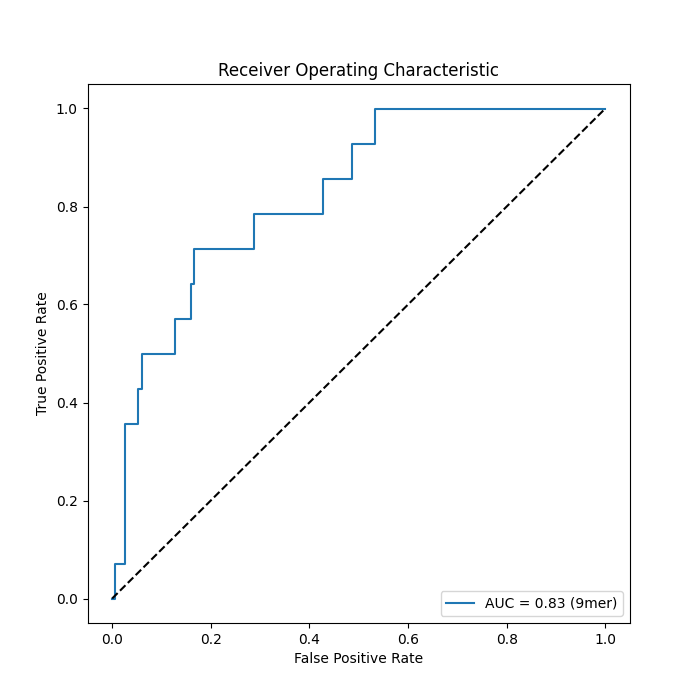 Receiver Operating Characteristic
1.0
0.8
0.6
0.4
0.2
0.0
True Positive Rate
AUC = 0.83 (9mer)
0.0 0.2 0.4 0.6 0.8 1.0
False Positive Rate